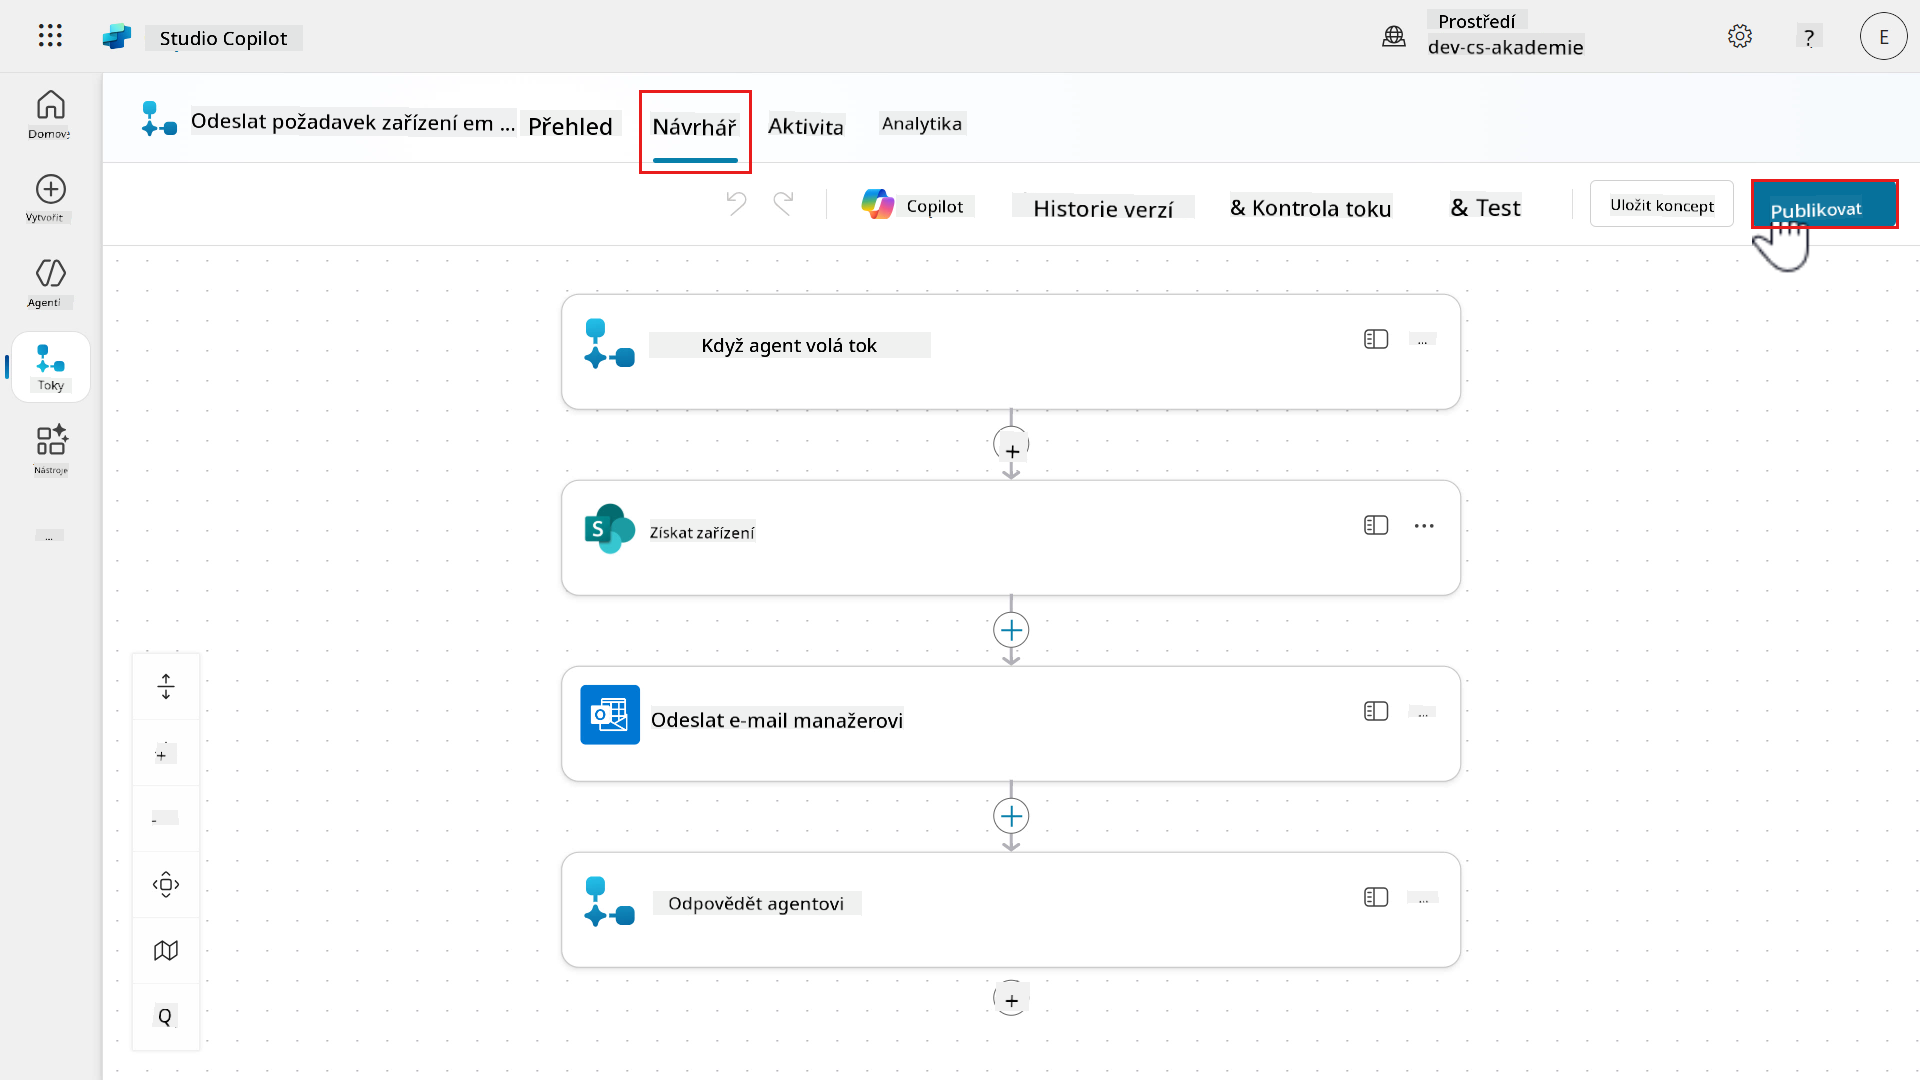 Studio Copilot
Prostředí
dev-cs-akademie
?
E
Domov
Odeslat požadavek zařízení em ...
Přehled
Návrhář
Aktivita
Analytika
Vytvořit
Copilot
Historie verzí
& Kontrola toku
& Test
Uložit koncept
Publikovat
Agenti
Toky
Nástroje
...
Když agent volá tok
...
+
S
Získat zařízení
...
O
Odeslat e-mail manažerovi
...
+
-
Odpovědět agentovi
...
+
Q